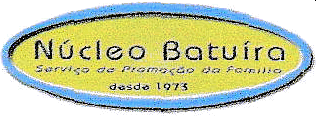 Núcleo Batuíra
Serviço de Promoção da Família
desde 1973